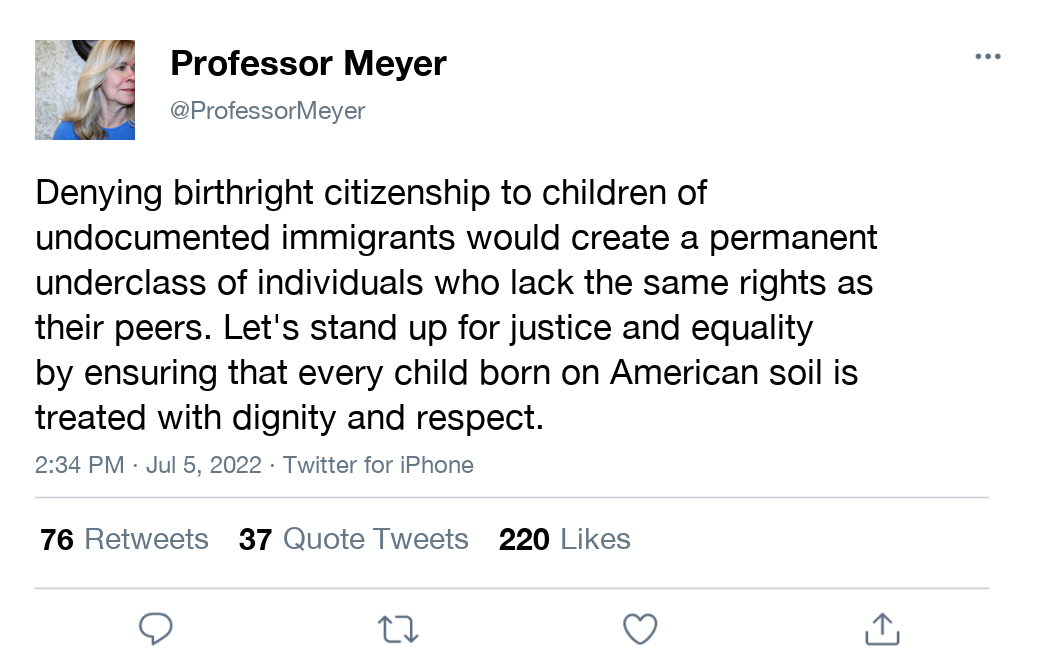 Professor Meyer
@ProfessorMeyer
Denying birthright citizenship to children of
undocumented immigrants would create a permanent
underclass of individuals who lack the same rights as
their peers. Let's stand up for justice and equality
by ensuring that every child born on American soil is
treated with dignity and respect.
2:34 PM · Jul 5, 2022 · Twitter for iPhone
76 Retweets 37 Quote Tweets 220 Likes